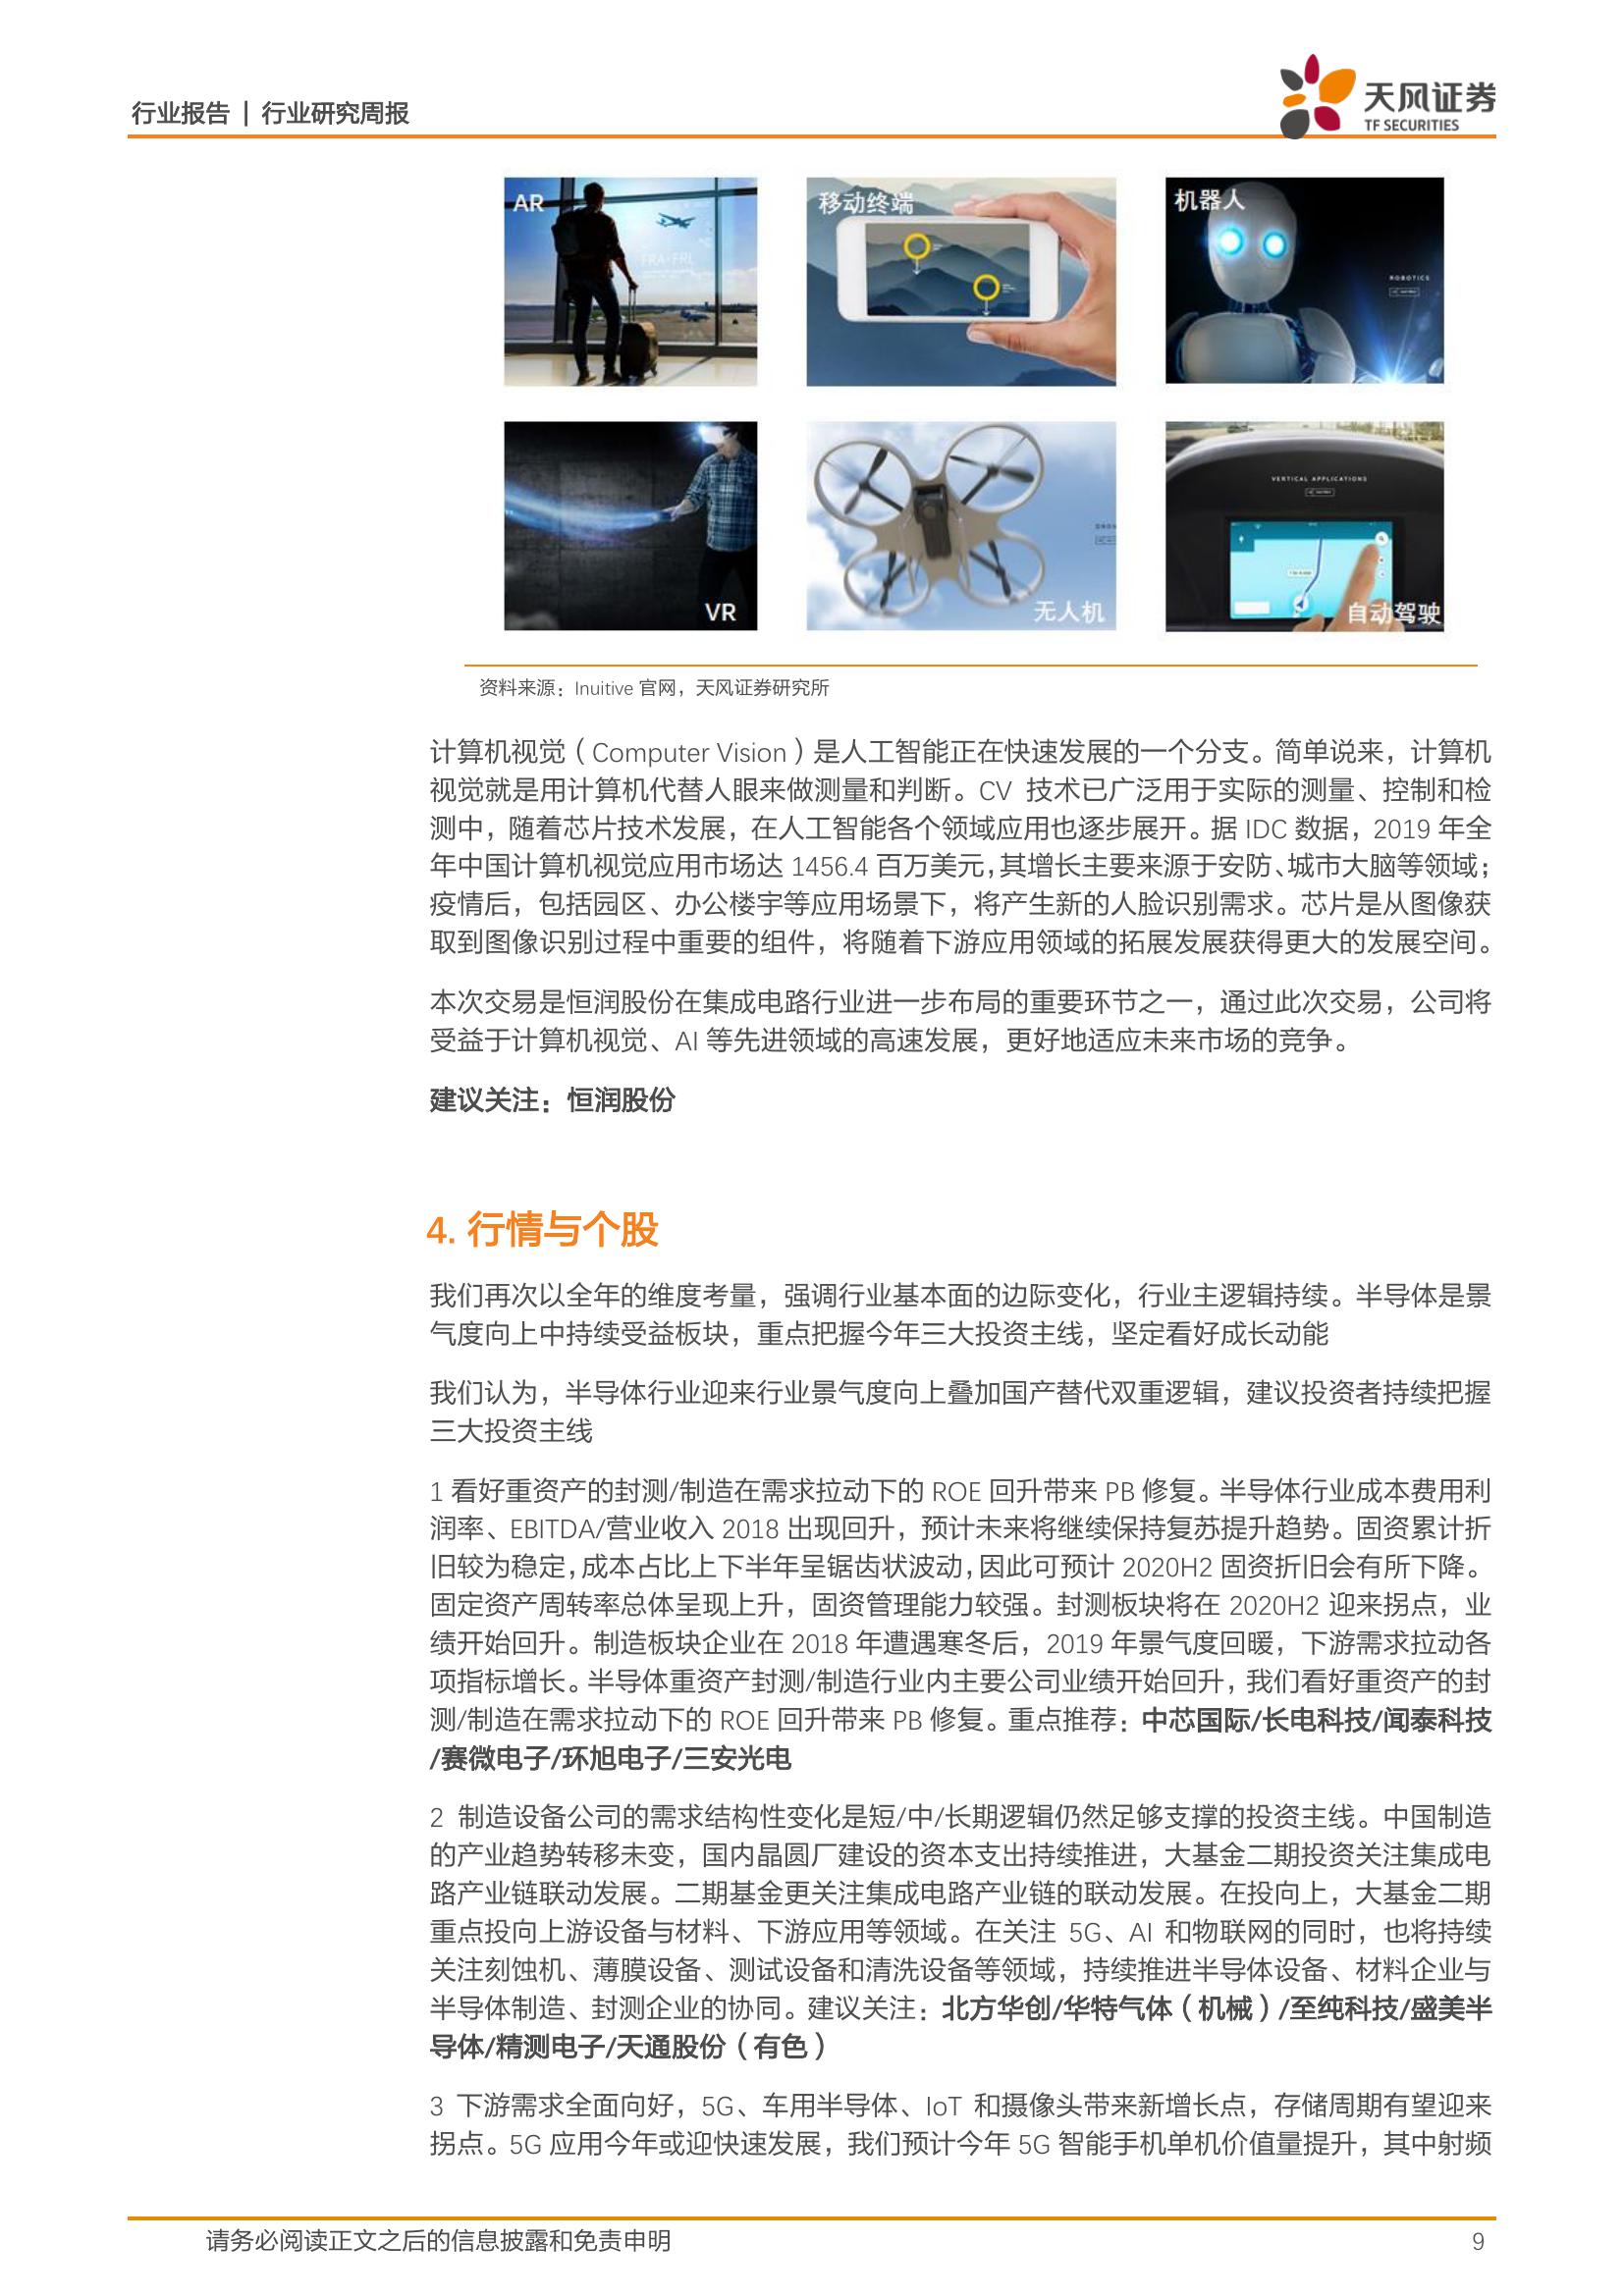 行业报告 | 行业研究周报
天风证券
TF SECURITIES
AR
移动终端
机器人
ROBOTICS
VR
无人机
VERTICAL APPLICATIONS
自动驾驶
资料来源：Inuitive 官网，天风证券研究所
计算机视觉（Computer Vision）是人工智能正在快速发展的一个分支。简单说来，计算机
视觉就是用计算机代替人眼来做测量和判断。CV 技术已广泛用于实际的测量、控制和检
测中，随着芯片技术发展，在人工智能各个领域应用也逐步展开。据 IDC 数据，2019 年全
年中国计算机视觉应用市场达 1456.4 百万美元，其增长主要来源于安防、城市大脑等领域；
疫情后，包括园区、办公楼宇等应用场景下，将产生新的人脸识别需求。芯片是从图像获
取到图像识别过程中重要的组件，将随着下游应用领域的拓展发展获得更大的发展空间。
本次交易是恒润股份在集成电路行业进一步布局的重要环节之一，通过此次交易，公司将
受益于计算机视觉、AI 等先进领域的高速发展，更好地适应未来市场的竞争。
建议关注：恒润股份
4. 行情与个股
我们再次以全年的维度考量，强调行业基本面的边际变化，行业主逻辑持续。半导体是景
气度向上中持续受益板块，重点把握今年三大投资主线，坚定看好成长动能
我们认为，半导体行业迎来行业景气度向上叠加国产替代双重逻辑，建议投资者持续把握
三大投资主线
1 看好重资产的封测/制造在需求拉动下的 ROE 回升带来 PB 修复。半导体行业成本费用利
润率、EBITDA/营业收入 2018 出现回升，预计未来将继续保持复苏提升趋势。固资累计折
旧较为稳定，成本占比上下半年呈锯齿状波动，因此可预计 2020H2 固资折旧会有所下降。
固定资产周转率总体呈现上升，固资管理能力较强。封测板块将在 2020H2 迎来拐点，业
绩开始回升。制造板块企业在 2018 年遭遇寒冬后，2019 年景气度回暖，下游需求拉动各
项指标增长。半导体重资产封测/制造行业内主要公司业绩开始回升，我们看好重资产的封
测/制造在需求拉动下的 ROE 回升带来 PB 修复。重点推荐：中芯国际/长电科技/闻泰科技
/赛微电子/环旭电子/三安光电
2 制造设备公司的需求结构性变化是短/中/长期逻辑仍然足够支撑的投资主线。中国制造
的产业趋势转移未变，国内晶圆厂建设的资本支出持续推进，大基金二期投资关注集成电
路产业链联动发展。二期基金更关注集成电路产业链的联动发展。在投向上，大基金二期
重点投向上游设备与材料、下游应用等领域。在关注 5G、AI 和物联网的同时，也将持续
关注刻蚀机、薄膜设备、测试设备和清洗设备等领域，持续推进半导体设备、材料企业与
半导体制造、封测企业的协同。建议关注：北方华创/华特气体（机械）/至纯科技/盛美半
导体/精测电子/天通股份（有色）
3 下游需求全面向好，5G、车用半导体、IoT 和摄像头带来新增长点，存储周期有望迎来
拐点。5G 应用今年或迎快速发展，我们预计今年 5G 智能手机单机价值量提升，其中射频
请务必阅读正文之后的信息披露和免责申明
9